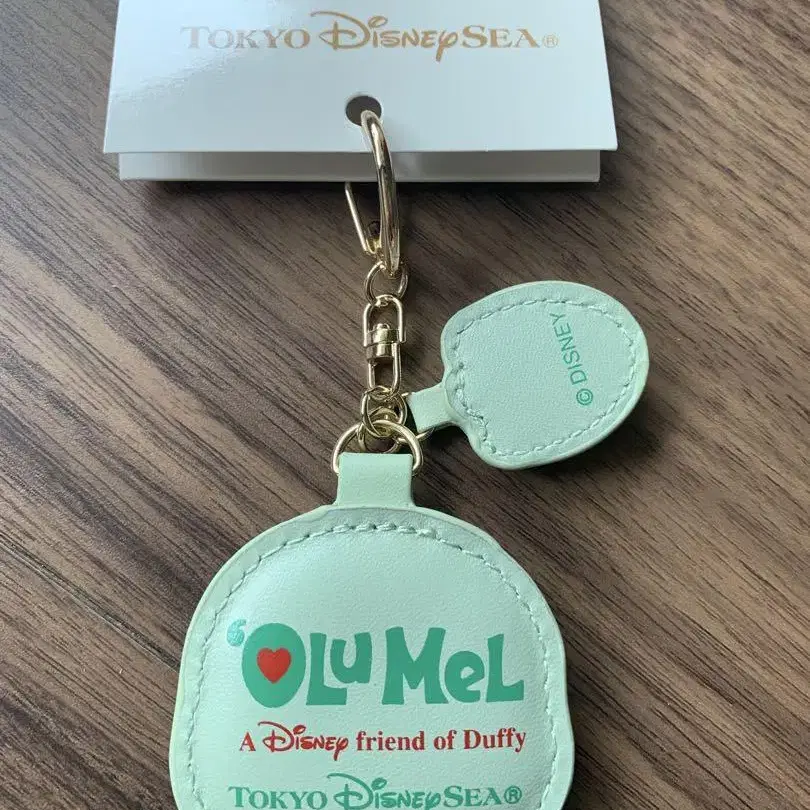 TOKYO DISNEYSEA®
© DISNEY
‘OLU MEL
A DISNEY friend of Duffy
TOKYO DISNEYSEA®